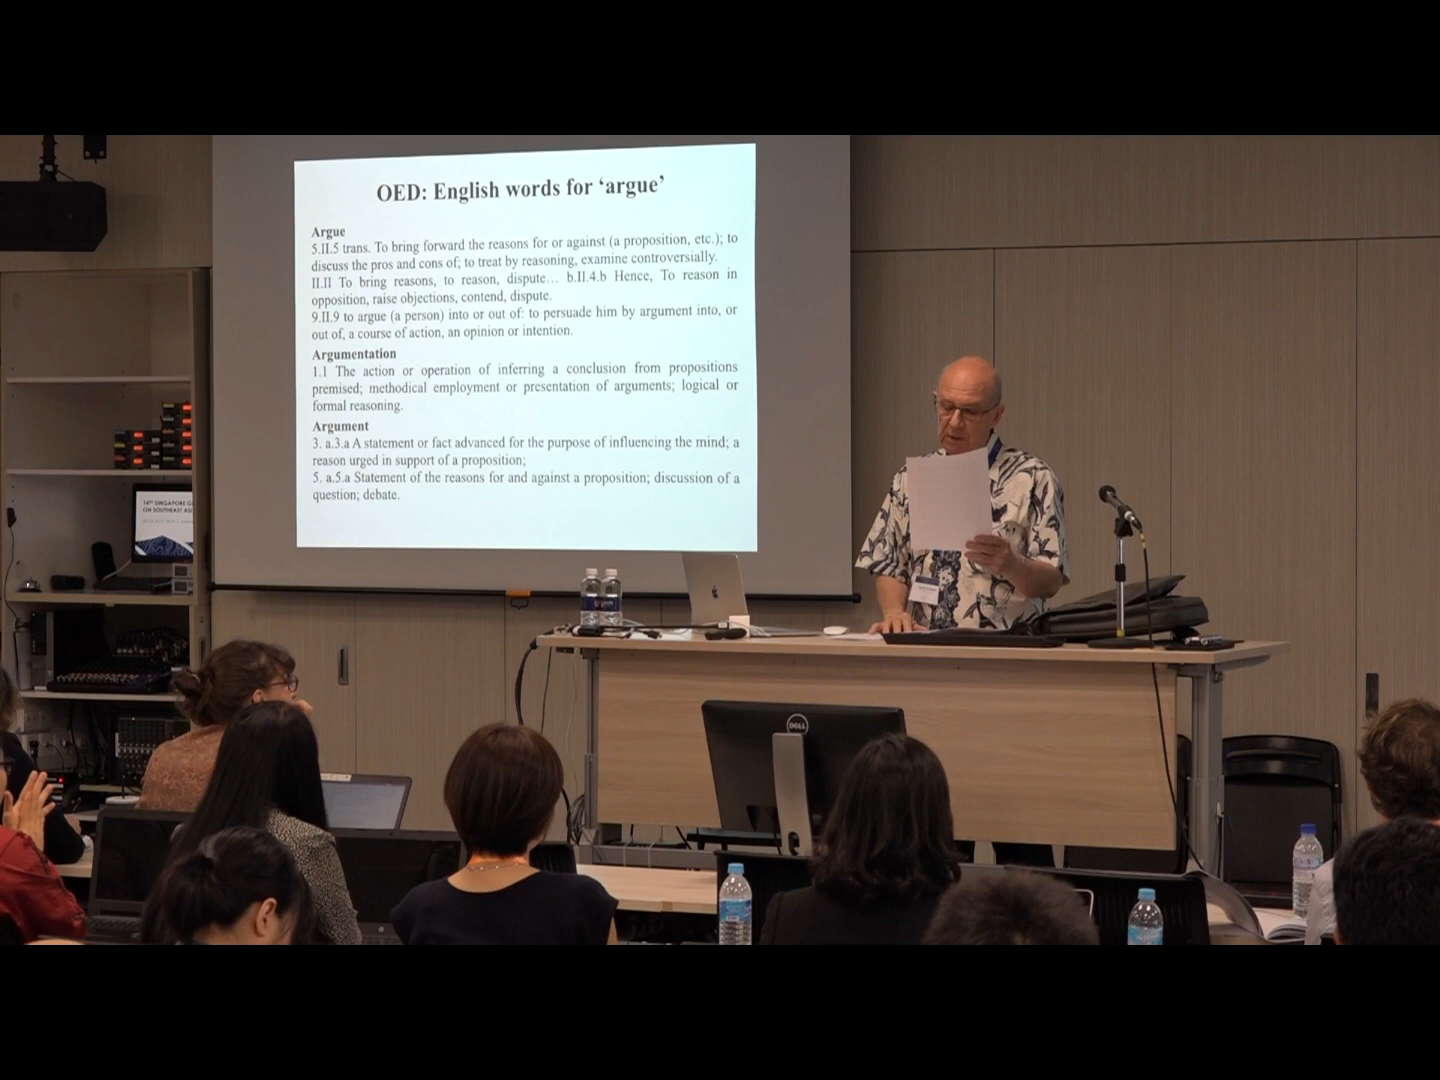 OED: English words for ‘argue’
Argue
5.II.5 trans. To bring forward the reasons for or against (a proposition, etc.); to
discuss the pros and cons of; to treat by reasoning, examine controversially.
II.II To bring reasons, to reason, dispute… b.II.4.b Hence, To reason in
opposition, raise objections, contend, dispute.
9.II.9 to argue (a person) into or out of: to persuade him by argument into, or
out of, a course of action, an opinion or intention.
Argumentation
1.1 The action or operation of inferring a conclusion from propositions
premised; methodical employment or presentation of arguments; logical or
formal reasoning.
Argument
3. a.3.a A statement or fact advanced for the purpose of influencing the mind; a
reason urged in support of a proposition;
5. a.5.a Statement of the reasons for and against a proposition; discussion of a
question; debate.
14TH SINGAPORE
ON SOUTHEAST
DELL